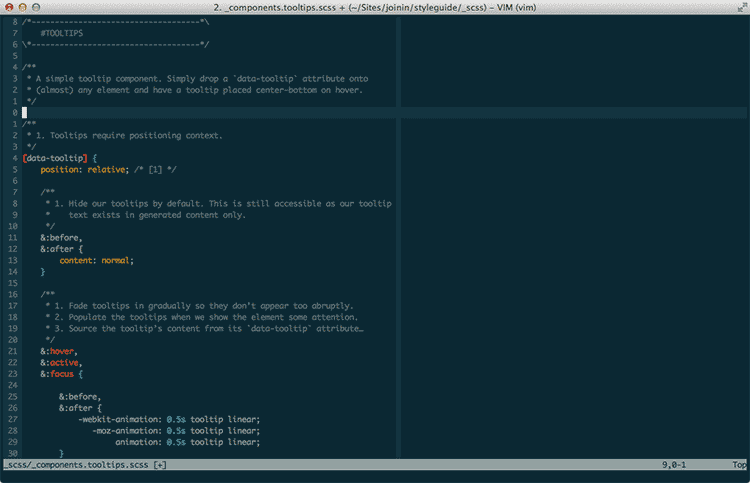 2. _components.tooltips.scss + (~/Sites/joinin/styleguide/_scss) – VIM (vim)
8 /*------------------------------------*\
7     #TOOLTIPS
6 \*------------------------------------*/
5
4 /**
3  * A simple tooltip component. Simply drop a `data-tooltip` attribute onto
2  * (almost) any element and have a tooltip placed center-bottom on hover.
1  */
0
1 /**
2  * 1. Tooltips require positioning context.
3  */
4 [data-tooltip] {
5     position: relative; /* [1] */
6
7     /**
8      * 1. Hide our tooltips by default. This is still accessible as our tooltip
9      *    text exists in generated content only.
10      */
11     &:before,
12     &:after {
13         content: normal;
14     }
15
16     /**
17      * 1. Fade tooltips in gradually so they don't appear too abruptly.
18      * 2. Populate the tooltips when we show the element some attention.
19      * 3. Source the tooltip's content from its `data-tooltip` attribute…
20      */
21     &:hover,
22     &:active,
23     &:focus {
24
25         &:before,
26         &:after {
27             -webkit-animation: 0.5s tooltip linear;
28                -moz-animation: 0.5s tooltip linear;
29                     animation: 0.5s tooltip linear;
30         }
_scss/_components.tooltips.scss [+] 9,0-1 Top